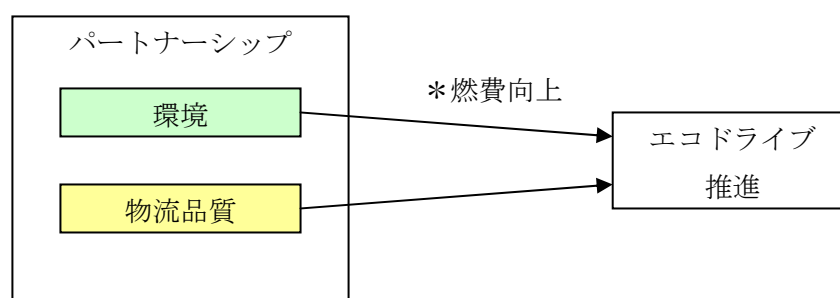 パートナーシップ
環境
＊燃費向上
エコドライブ
推進
物流品質